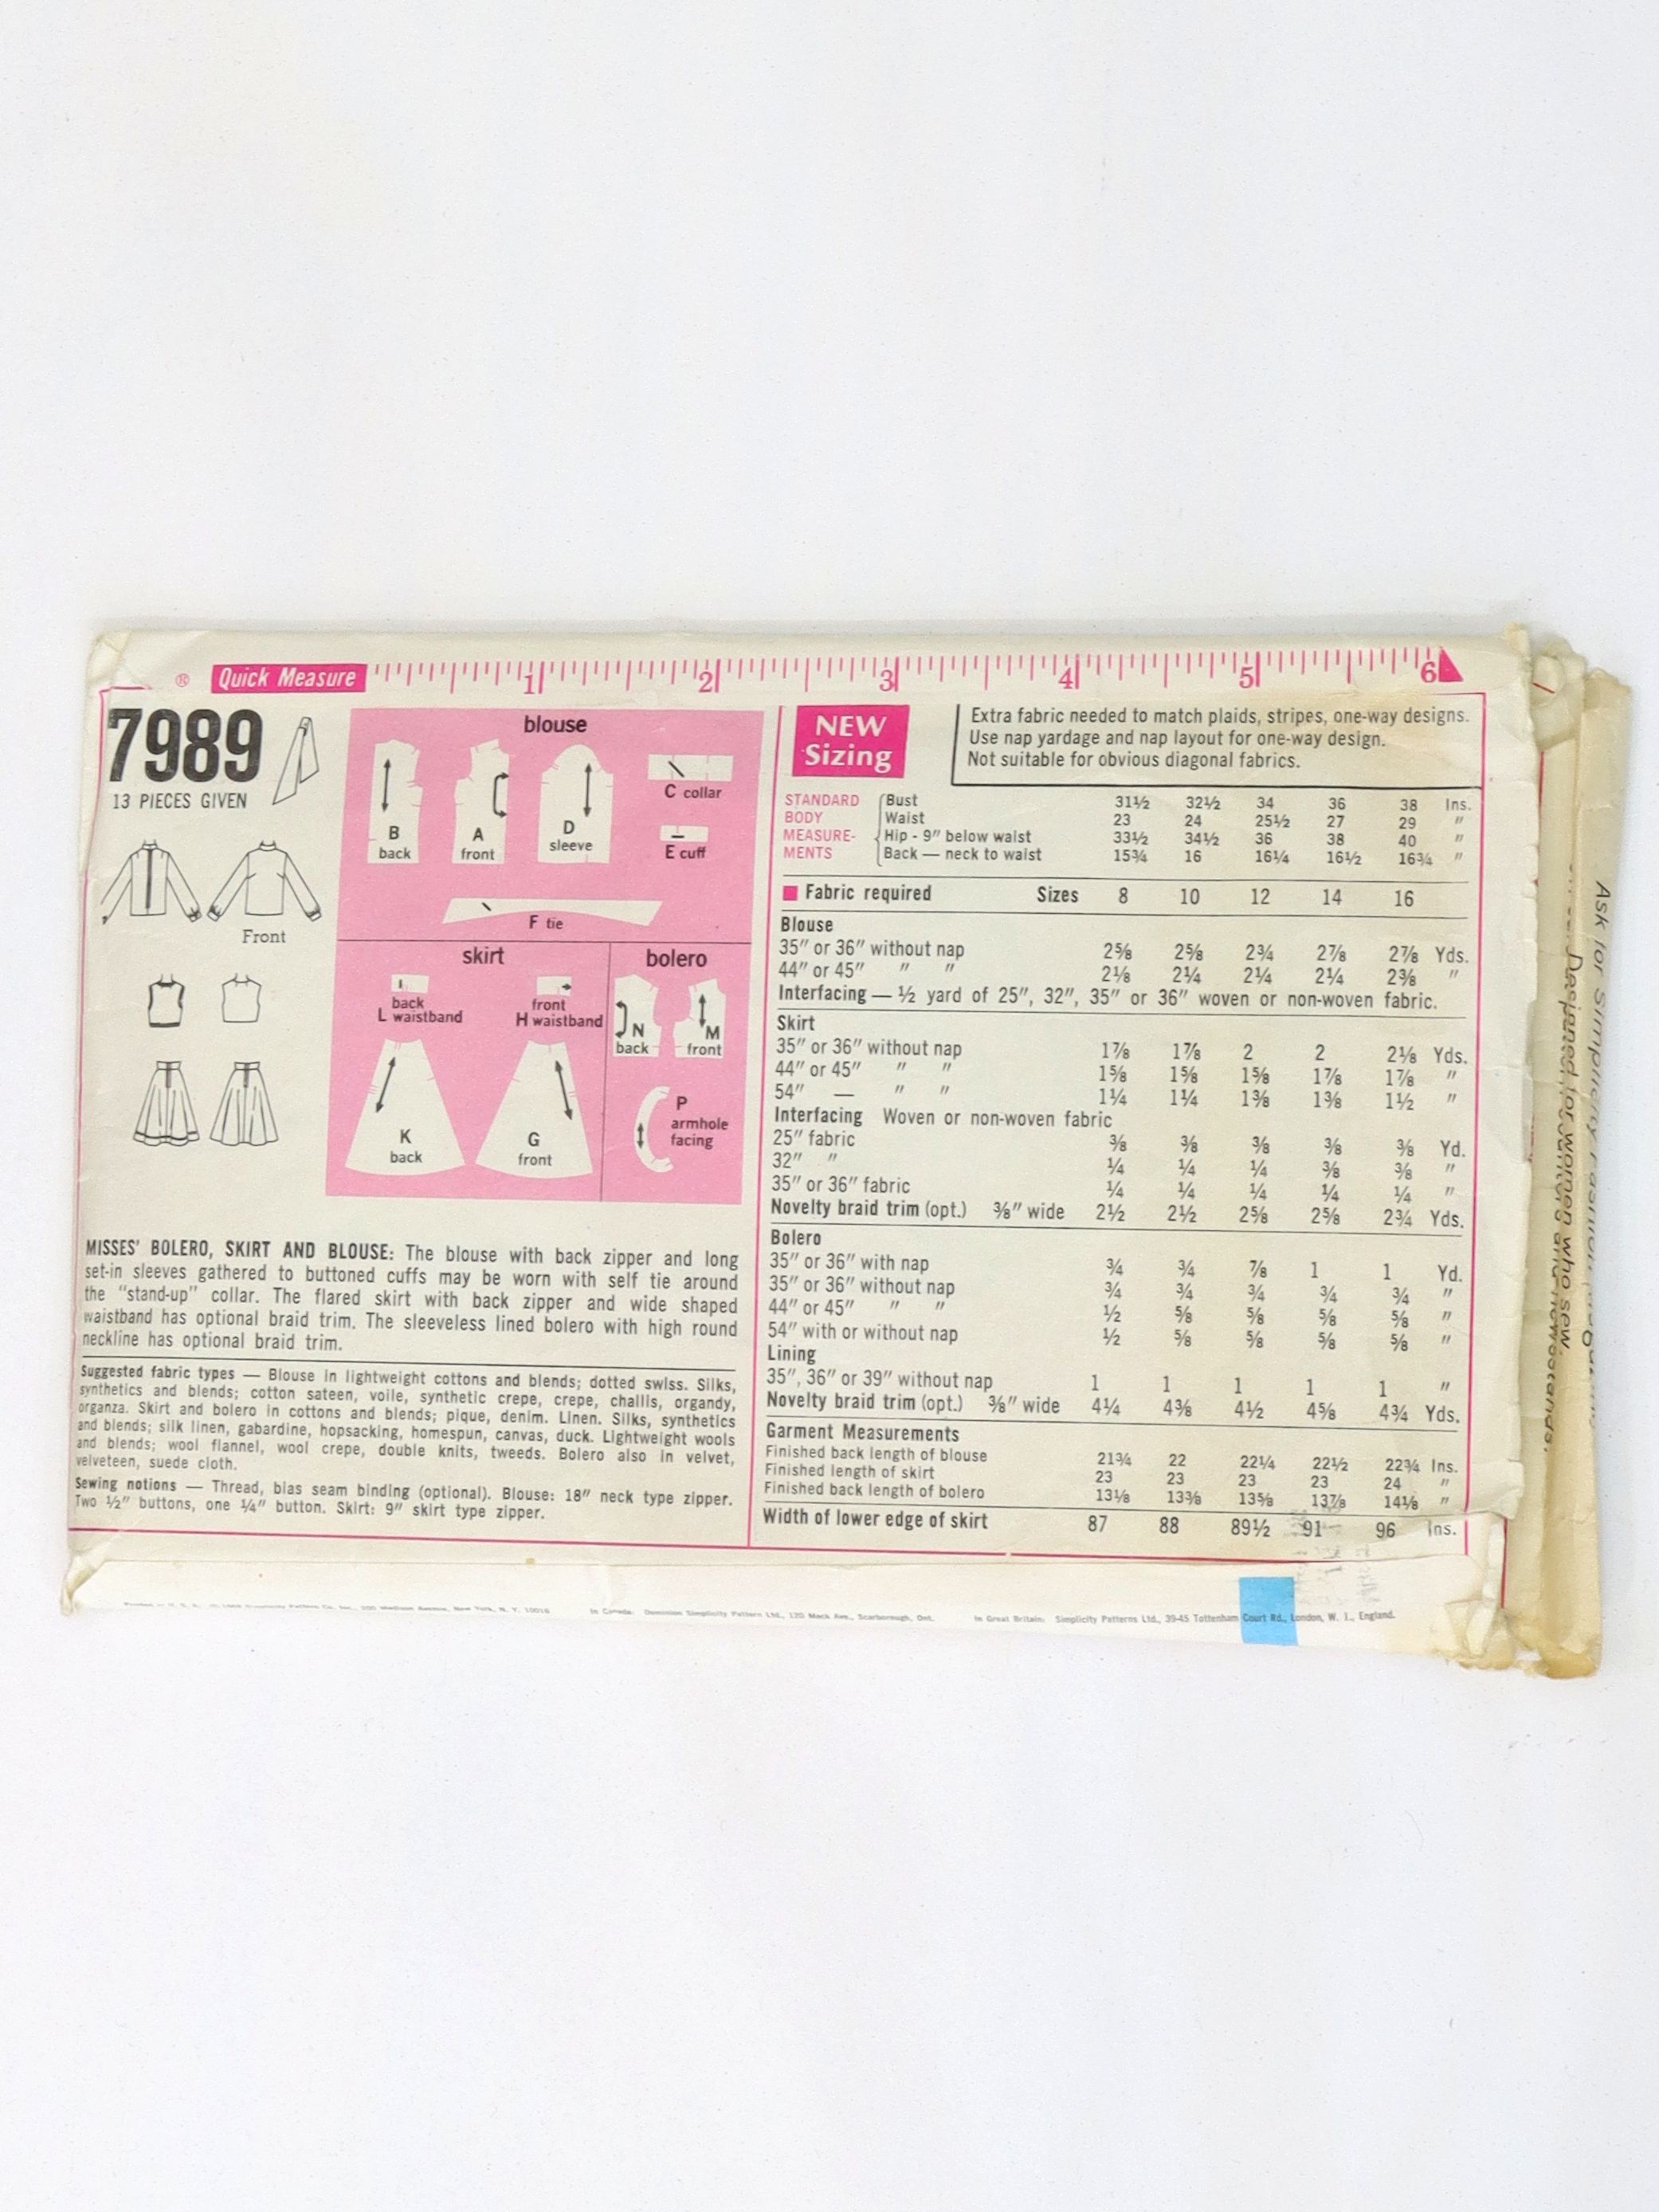 ® Quick Measure 1 2 3 4 5 6
7989
13 PIECES GIVEN
Front
blouse
B
back
A
front
D
sleeve
C collar
E cuff
F tie
skirt
back
L waistband
front
H waistband
K
back
G
front
bolero
N
back
M
front
P
armhole
facing
MISSES' BOLERO, SKIRT AND BLOUSE: The blouse with back zipper and long
set-in sleeves gathered to buttoned cuffs may be worn with self tie around
the "stand-up" collar. The flared skirt with back zipper and wide shaped
waistband has optional braid trim. The sleeveless lined bolero with high round
neckline has optional braid trim.
Suggested fabric types — Blouse in lightweight cottons and blends; dotted swiss. Silks,
synthetics and blends; cotton sateen, voile, synthetic crepe, crepe, challis, organdy,
organza. Skirt and bolero in cottons and blends; pique, denim. Linen. Silks, synthetics
and blends; silk linen, gabardine, hopsacking, homespun, canvas, duck. Lightweight wools
and blends; wool flannel, wool crepe, double knits, tweeds. Bolero also in velvet,
velveteen, suede cloth.
Sewing notions — Thread, bias seam binding (optional). Blouse: 18" neck type zipper.
Two ½" buttons, one ¼" button. Skirt: 9" skirt type zipper.
NEW
Sizing
Extra fabric needed to match plaids, stripes, one-way designs.
Use nap yardage and nap layout for one-way design.
Not suitable for obvious diagonal fabrics.
STANDARD
BODY
MEASURE-
MENTS
Bust 31½ 32½ 34 36 38 Ins.
Waist 23 24 25½ 27 29 "
Hip - 9" below waist 33½ 34½ 36 38 40 "
Back — neck to waist 15¾ 16 16¼ 16½ 16¾ "
Fabric required Sizes 8 10 12 14 16
Blouse
35" or 36" without nap 2⅝ 2⅝ 2¾ 2⅞ 2⅞ Yds.
44" or 45" " " 2⅛ 2¼ 2¼ 2¼ 2⅜ "
Interfacing — ½ yard of 25", 32", 35" or 36" woven or non-woven fabric.
Skirt
35" or 36" without nap 1⅞ 1⅞ 2 2 2⅛ Yds.
44" or 45" " " 1⅝ 1⅝ 1⅝ 1⅞ 1⅞ "
54" — " " 1¼ 1¼ 1⅜ 1⅜ 1½ "
Interfacing Woven or non-woven fabric
25" fabric ⅜ ⅜ ⅜ ⅜ ⅜ Yd.
32" " ¼ ¼ ¼ ⅜ ⅜ "
35" or 36" fabric ¼ ¼ ¼ ¼ ¼ "
Novelty braid trim (opt.) ⅜" wide 2½ 2½ 2⅝ 2⅝ 2¾ Yds.
Bolero
35" or 36" with nap ¾ ¾ ⅞ 1 1 Yd.
35" or 36" without nap ¾ ¾ ¾ ¾ ¾ "
44" or 45" " " ½ ⅝ ⅝ ⅝ ⅝ "
54" with or without nap ½ ⅝ ⅝ ⅝ ⅝ "
Lining
35", 36" or 39" without nap 1 1 1 1 1 "
Novelty braid trim (opt.) ⅜" wide 4¼ 4⅜ 4½ 4⅝ 4¾ Yds.
Garment Measurements
Finished back length of blouse 21¾ 22 22¼ 22½ 22¾ Ins.
Finished length of skirt 23 23 23 23 24 "
Finished back length of bolero 13⅛ 13⅜ 13⅝ 13⅞ 14⅛ "
Width of lower edge of skirt 87 88 89½ 91 96 Ins.
Simplicity Pattern Co., Inc., 200 Madison Avenue, New York, N. Y. 10016
In Canada: Dominion Simplicity Pattern Ltd., 120 Mack Ave., Scarborough, Ont.
In Great Britain: Simplicity Patterns Ltd., 39-45 Tottenham Court Rd., London, W. 1., England.
Ask for Simplicity
Designed for women who sew.
newsstands.